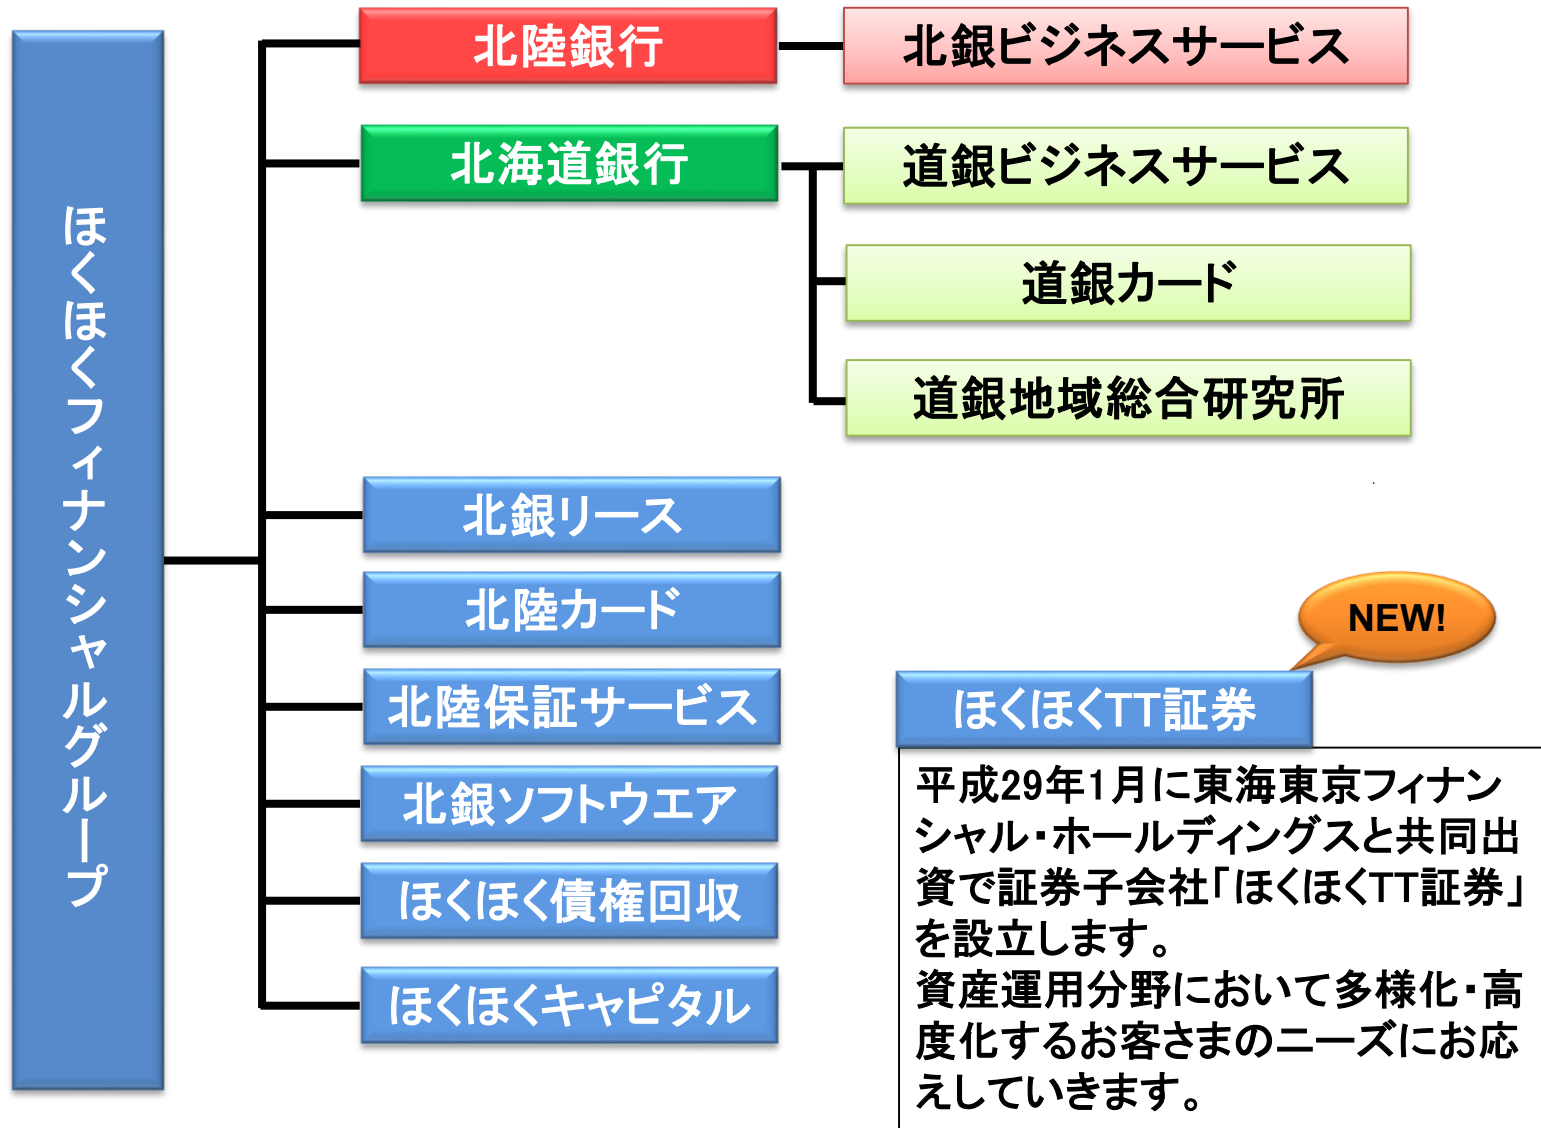 ほくほくフィナンシャルグループ
北陸銀行
北銀ビジネスサービス
北海道銀行
道銀ビジネスサービス
道銀カード
道銀地域総合研究所
北銀リース
北陸カード
北陸保証サービス
北銀ソフトウエア
ほくほく債権回収
ほくほくキャピタル
NEW!
ほくほくTT証券
平成29年1月に東海東京フィナン
シャル・ホールディングスと共同出
資で証券子会社「ほくほくTT証券」
を設立します。
資産運用分野において多様化・高
度化するお客さまのニーズにお応
えしていきます。